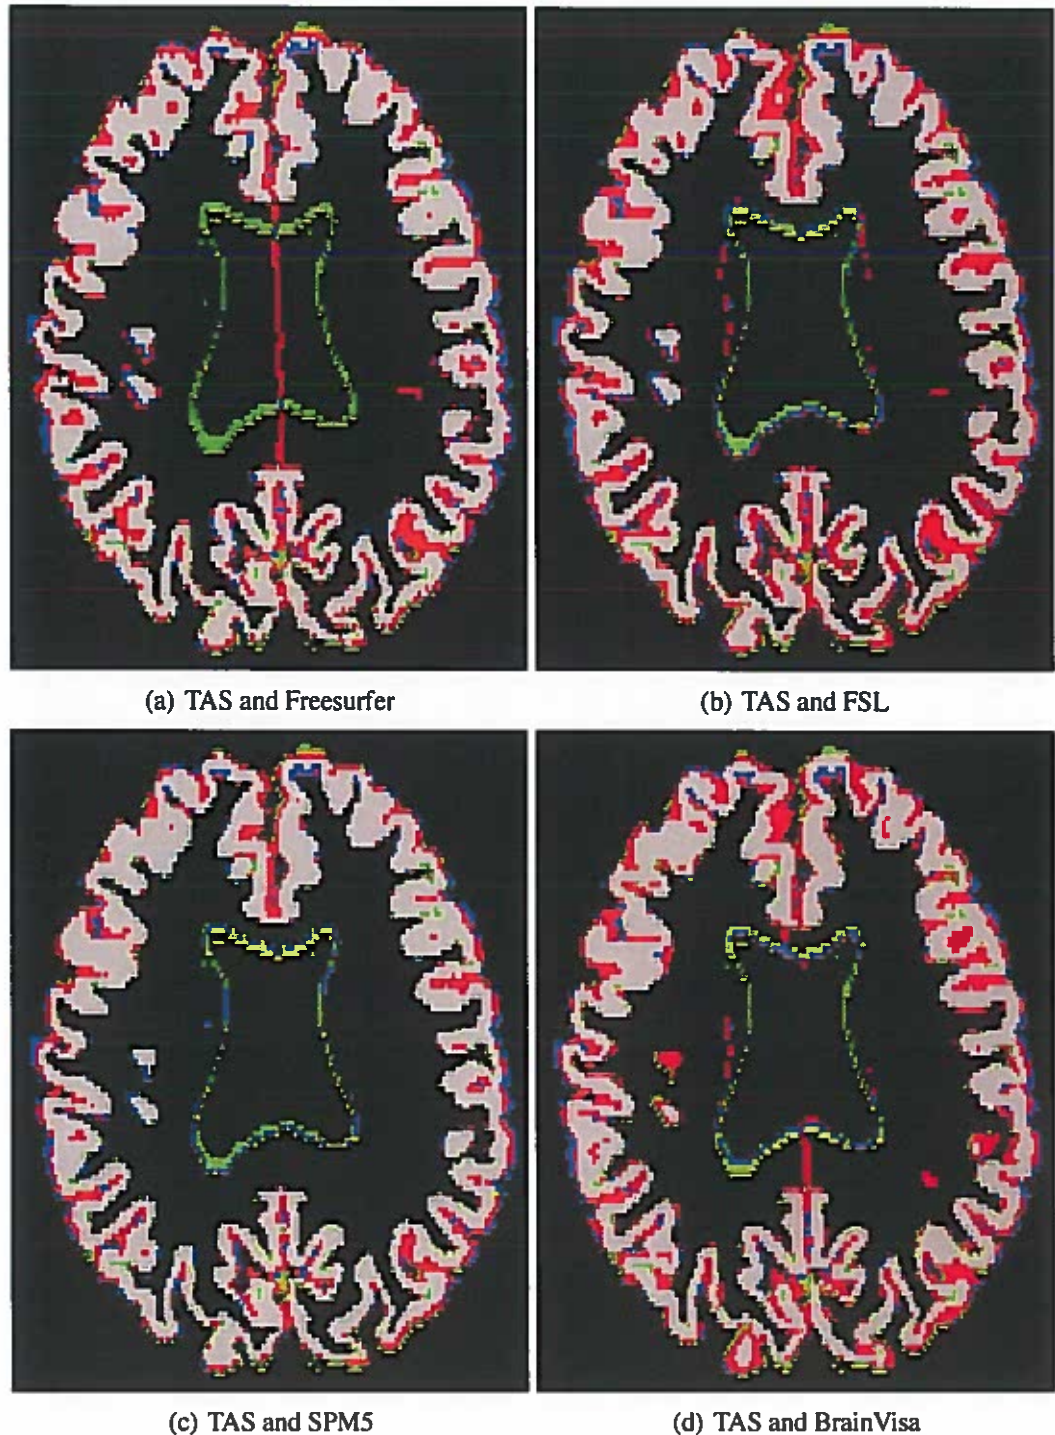 (a) TAS and Freesurfer
(b) TAS and FSL
(c) TAS and SPM5
(d) TAS and BrainVisa